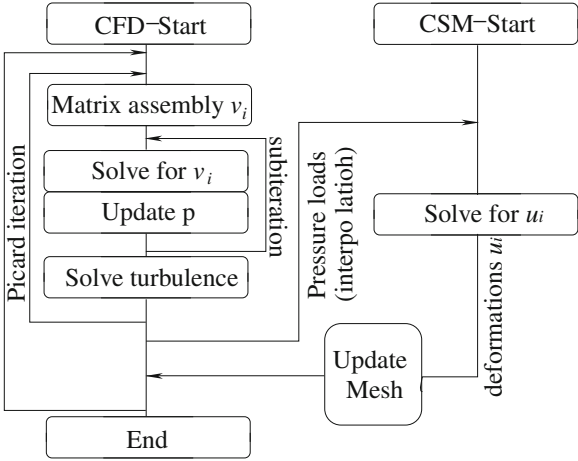 CFD–Start
CSM–Start
Matrix assembly v_i
Solve for v_i
Update p
Solve turbulence
End
Picard iteration
subiteration
Pressure loads
(interpo latioh)
Solve for u_i
deformations u_i
Update
Mesh